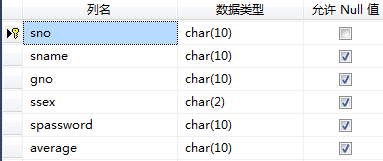 列名 数据类型 允许 Null 值
sno char(10)
sname char(10)
gno char(10)
ssex char(2)
spassword char(10)
average char(10)